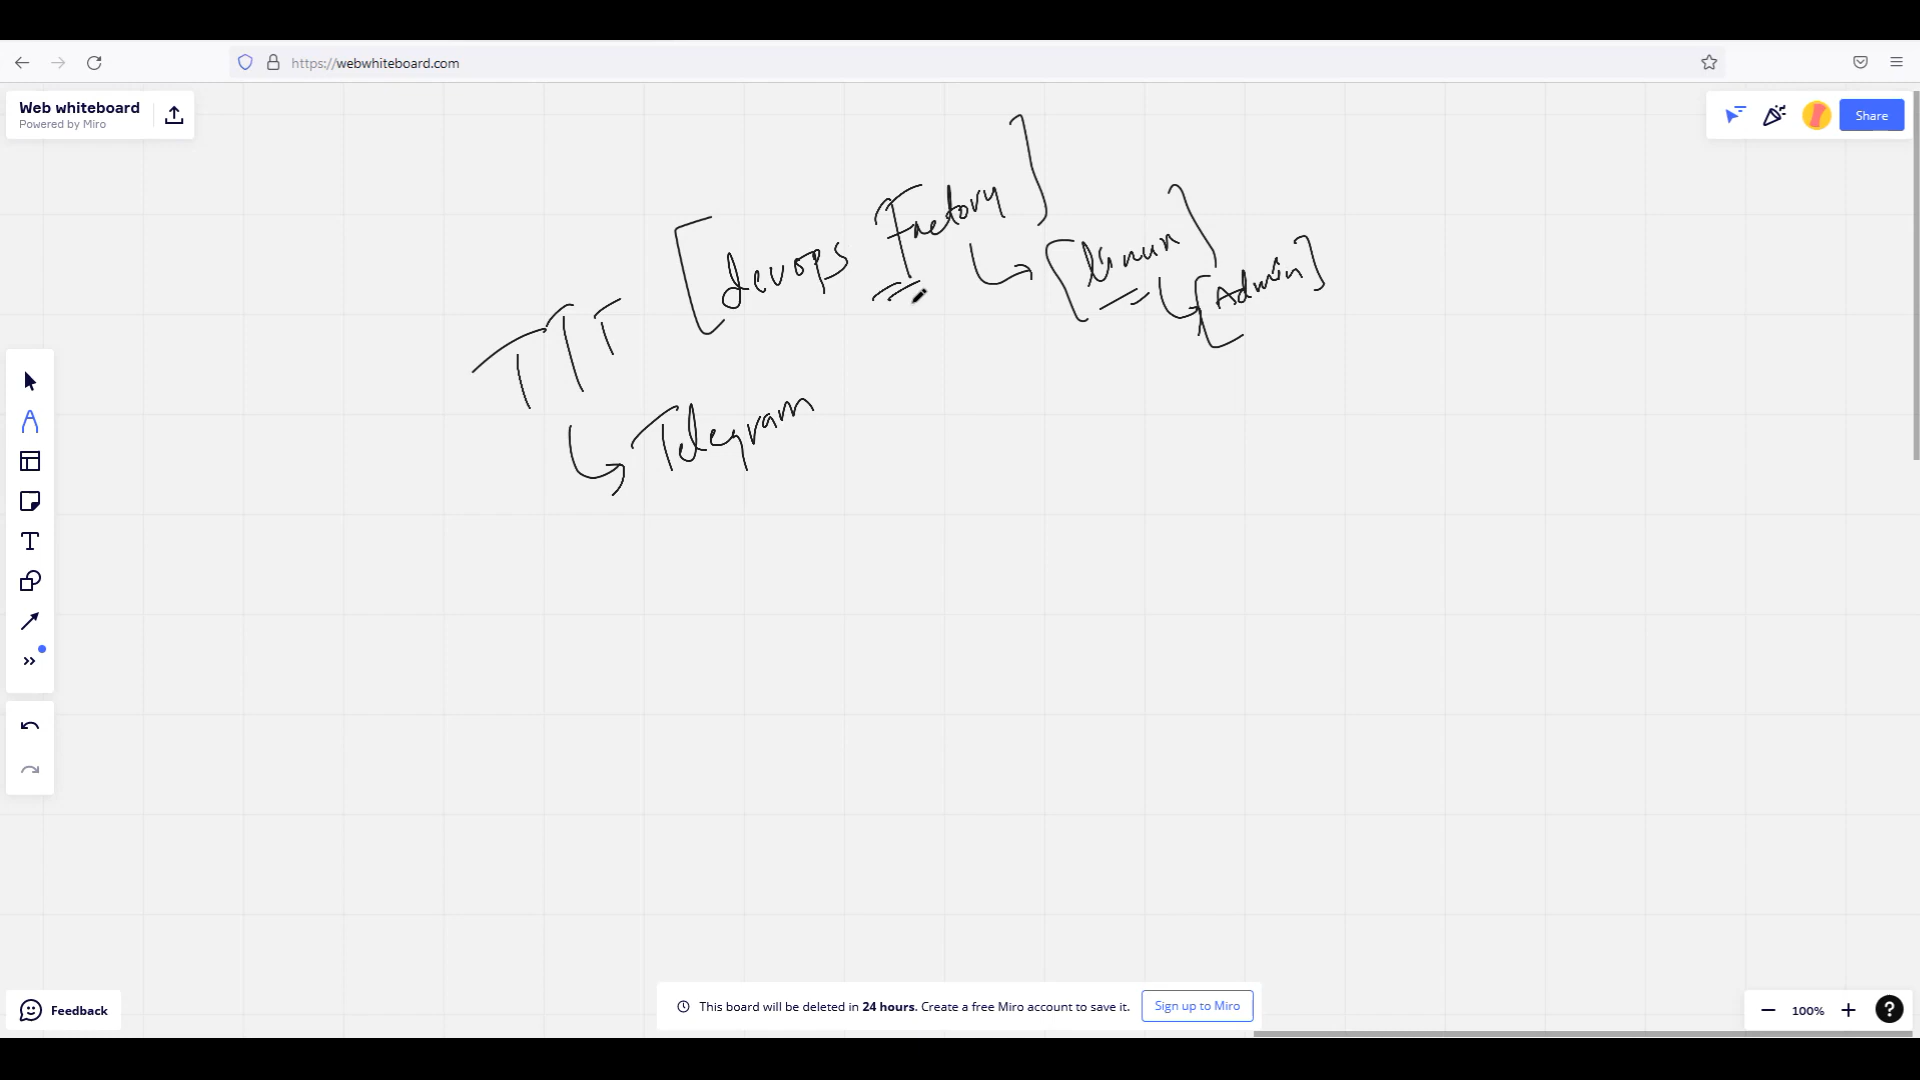 https://webwhiteboard.com
Web whiteboard
Powered by Miro
Share
[devops Factory]
[Linux]
[Admin]
TTT
Telegram
Feedback
This board will be deleted in 24 hours. Create a free Miro account to save it.
Sign up to Miro
100%